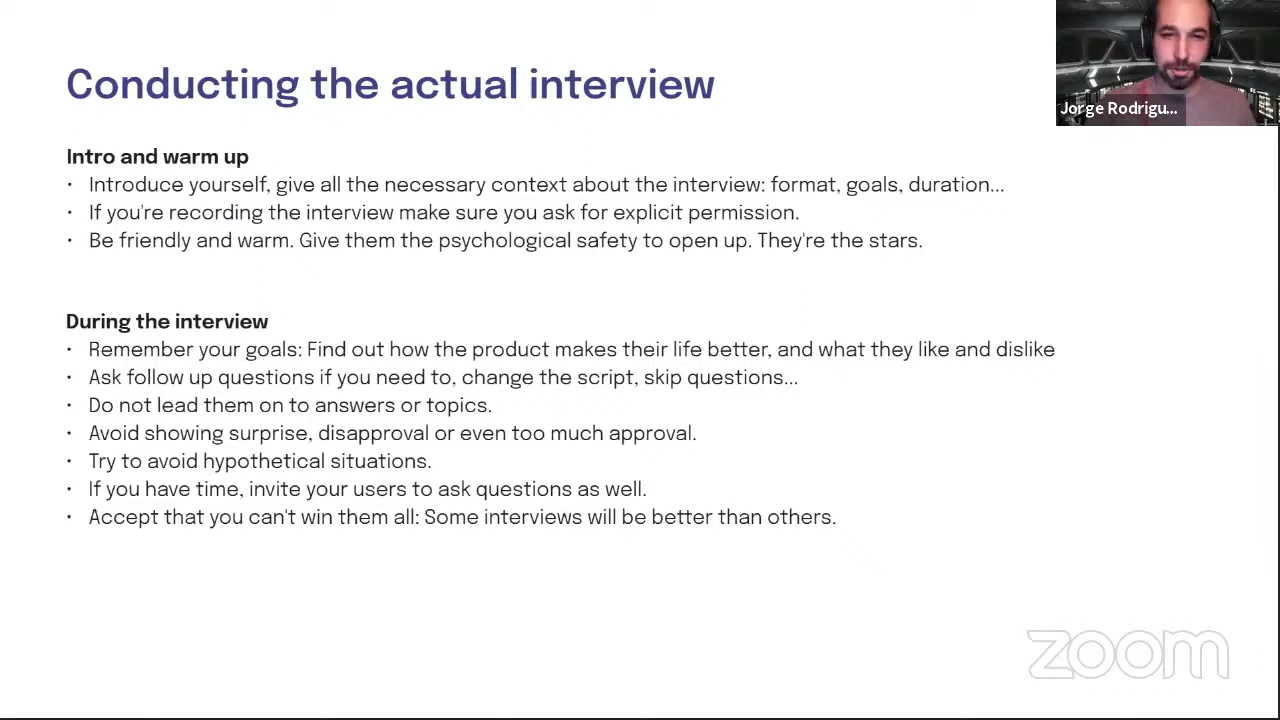 Conducting the actual interview
Jorge Rodrigu...
Intro and warm up
• Introduce yourself, give all the necessary context about the interview: format, goals, duration...
• If you're recording the interview make sure you ask for explicit permission.
• Be friendly and warm. Give them the psychological safety to open up. They're the stars.
During the interview
• Remember your goals: Find out how the product makes their life better, and what they like and dislike
• Ask follow up questions if you need to, change the script, skip questions...
• Do not lead them on to answers or topics.
• Avoid showing surprise, disapproval or even too much approval.
• Try to avoid hypothetical situations.
• If you have time, invite your users to ask questions as well.
• Accept that you can't win them all: Some interviews will be better than others.
zoom